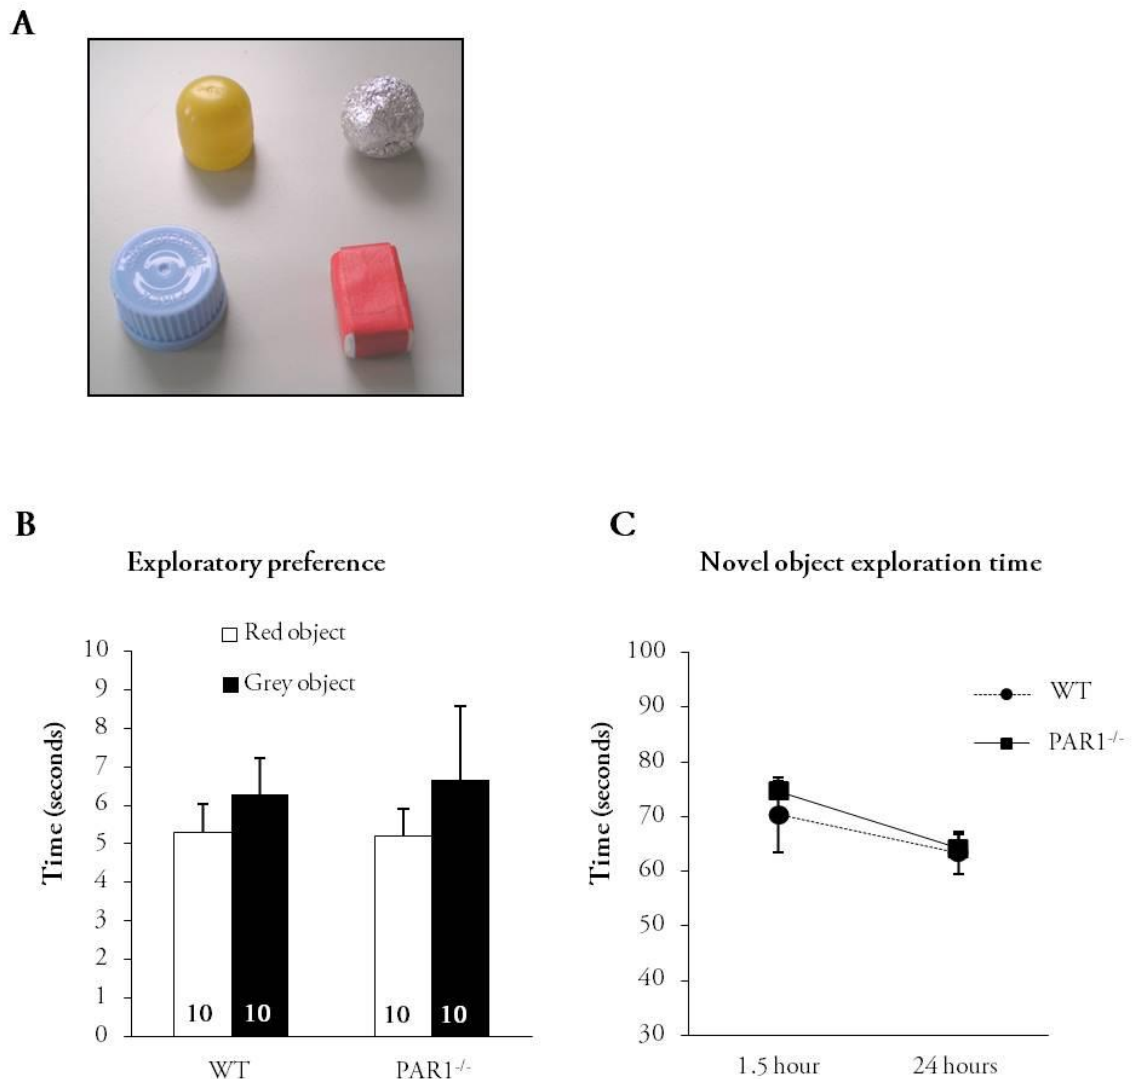 A
B
Exploratory preference
Red object
Grey object
10
9
8
7
6
5
4
3
2
1
0
Time (seconds)
10 10 10 10
WT PAR1-/-
C
Novel object exploration time
WT
PAR1-/-
100
90
80
70
60
50
40
30
Time (seconds)
1.5 hour 24 hours